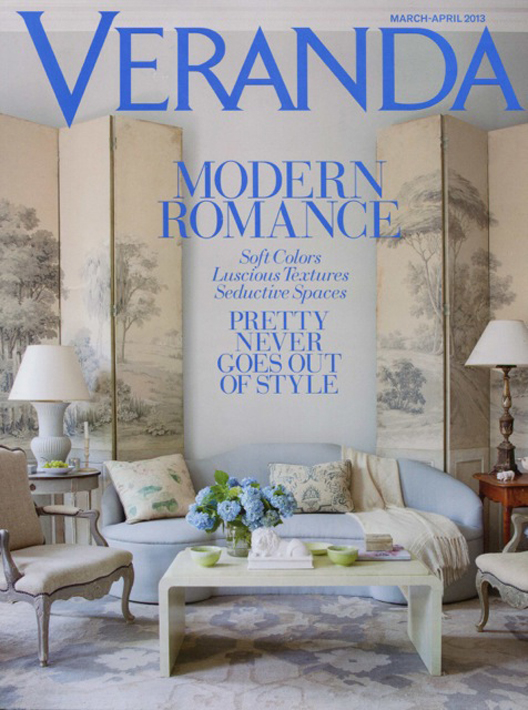 MARCH-APRIL 2013
VERANDA
MODERN
ROMANCE
Soft Colors
Luscious Textures
Seductive Spaces
PRETTY
NEVER
GOES OUT
OF STYLE